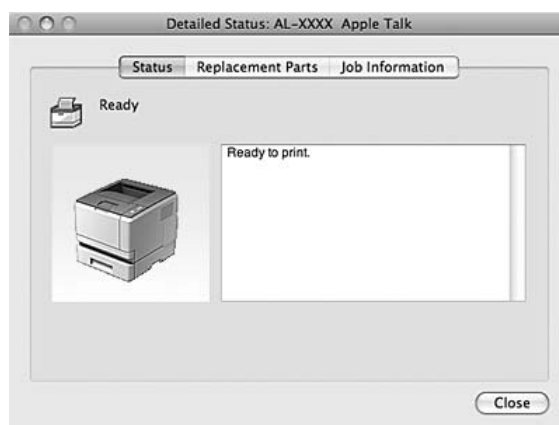 Detailed Status: AL-XXXX Apple Talk
Status Replacement Parts Job Information
Ready
Ready to print.
Close